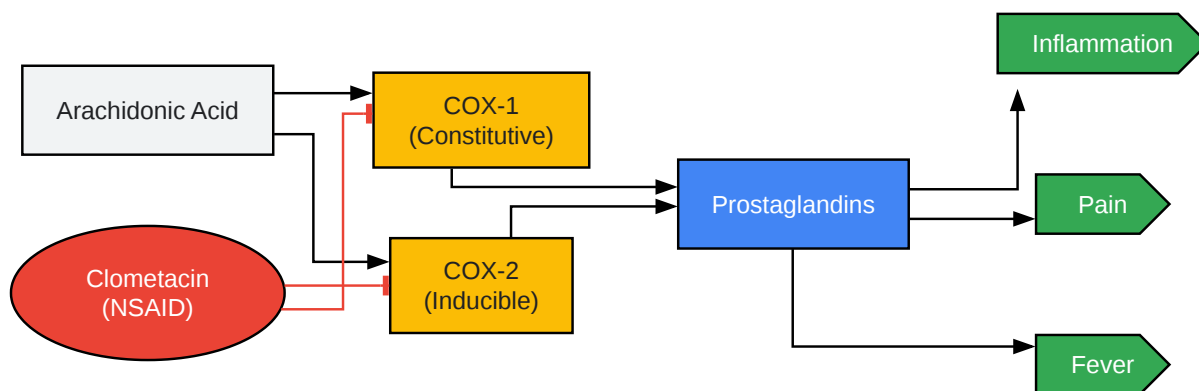 Inflammation
Arachidonic Acid
COX-1
(Constitutive)
Prostaglandins
Pain
Clometacin
(NSAID)
COX-2
(Inducible)
Fever